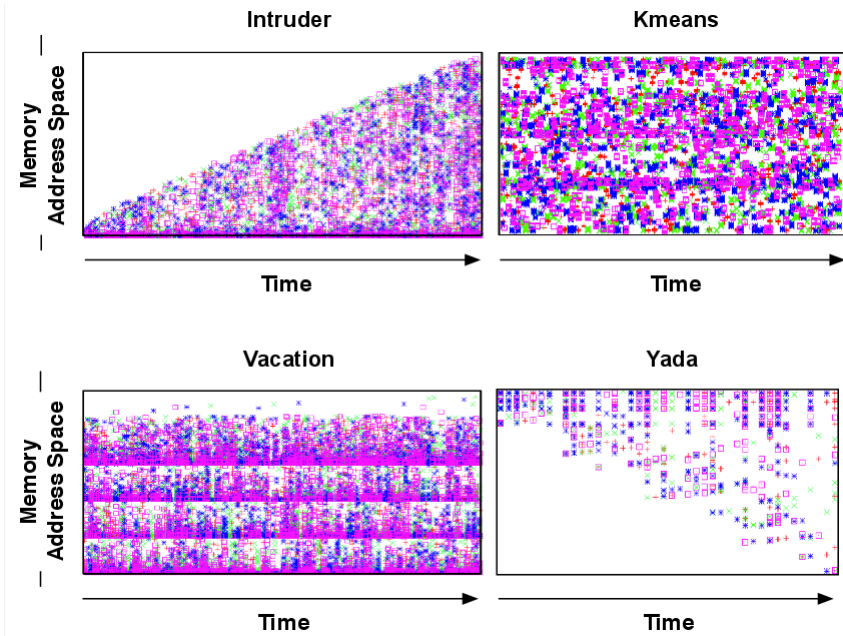 Intruder
Kmeans
Memory
Address Space
Time
Time
Vacation
Yada
Memory
Address Space
Time
Time